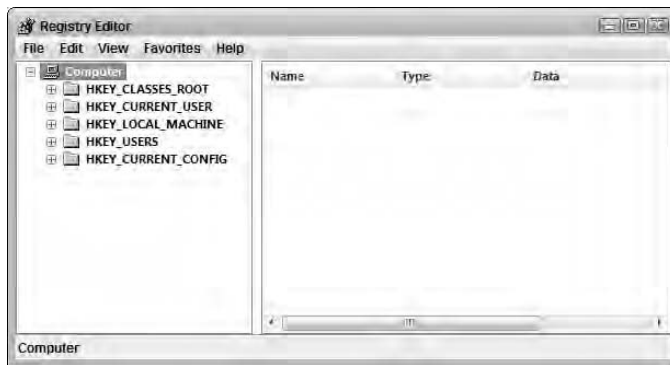 Registry Editor
File Edit View Favorites Help
Computer
HKEY_CLASSES_ROOT
HKEY_CURRENT_USER
HKEY_LOCAL_MACHINE
HKEY_USERS
HKEY_CURRENT_CONFIG
Name Type Data
Computer